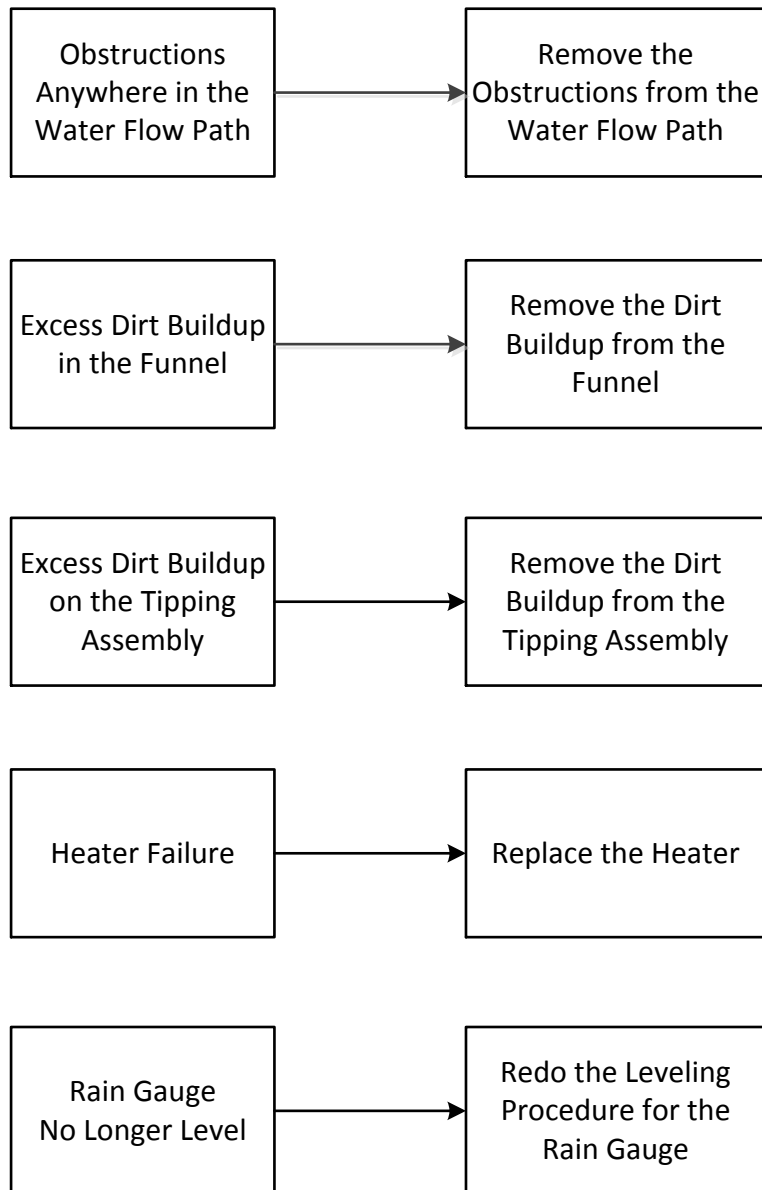 Obstructions
Anywhere in the
Water Flow Path
Remove the
Obstructions from the
Water Flow Path
Excess Dirt Buildup
in the Funnel
Remove the Dirt
Buildup from the
Funnel
Excess Dirt Buildup
on the Tipping
Assembly
Remove the Dirt
Buildup from the
Tipping Assembly
Heater Failure
Replace the Heater
Rain Gauge
No Longer Level
Redo the Leveling
Procedure for the
Rain Gauge